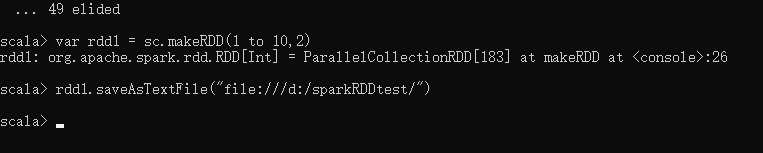 ... 49 elided
scala> var rdd1 = sc.makeRDD(1 to 10,2)
rdd1: org.apache.spark.rdd.RDD[Int] = ParallelCollectionRDD[183] at makeRDD at <console>:26
scala> rdd1.saveAsTextFile("file:///d:/sparkRDDtest/")
scala> _